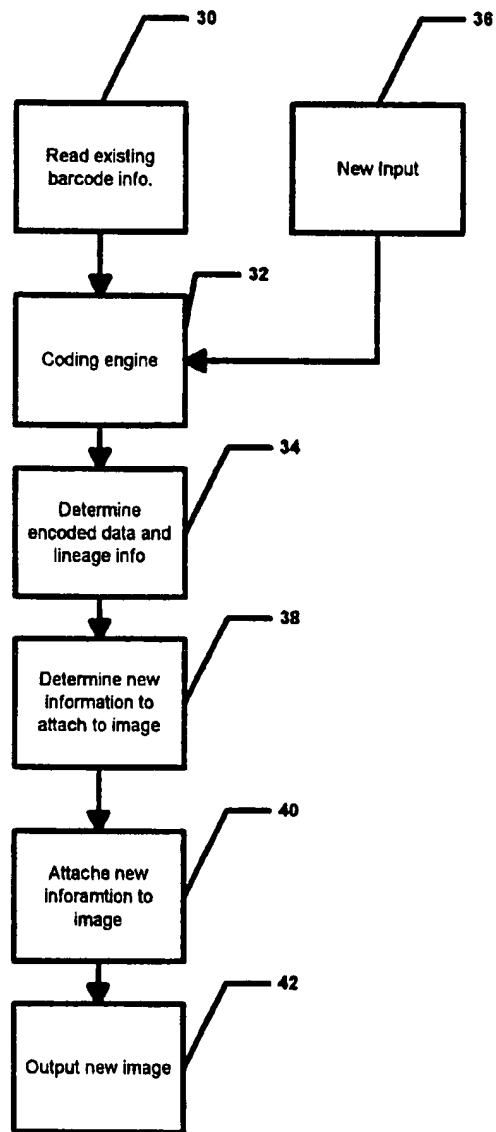 30
36
Read existing
barcode info.
New Input
32
Coding engine
34
Determine
encoded data and
lineage info
38
Determine new
information to
attach to image
40
Attache new
inforamtion to
image
42
Output new image